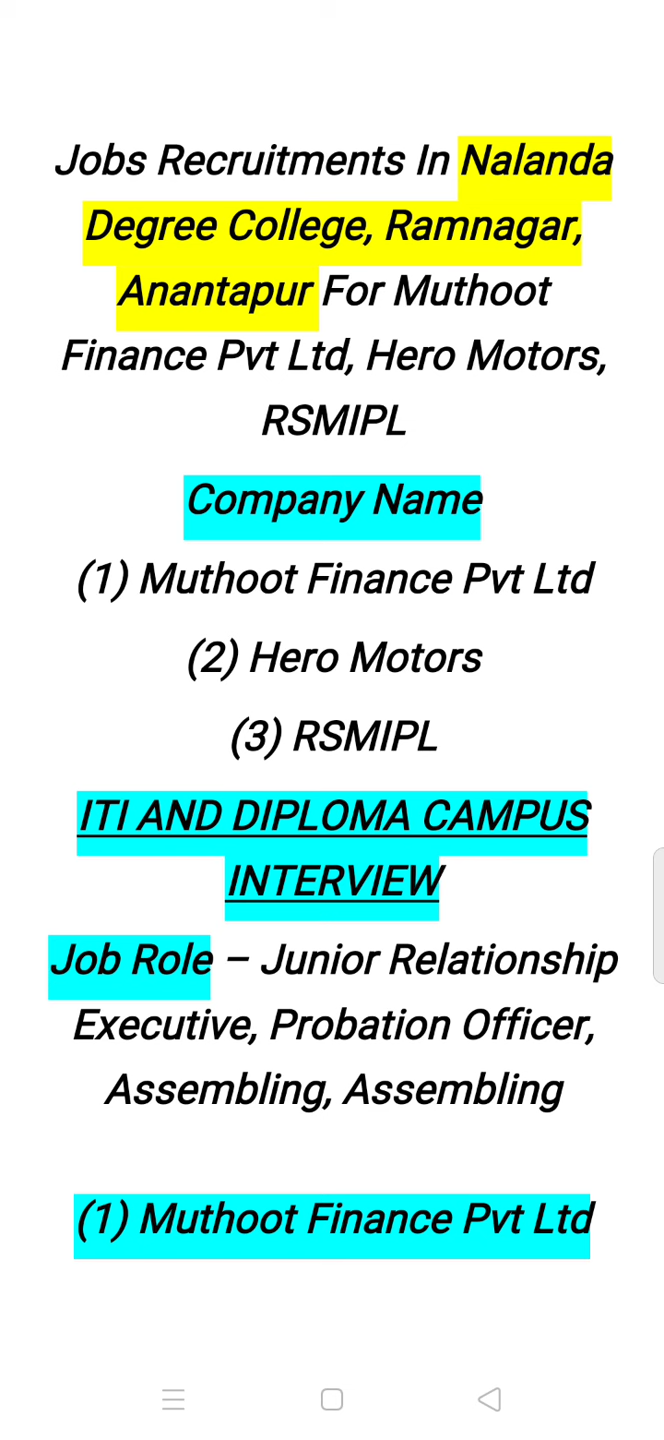 Jobs Recruitments In Nalanda
Degree College, Ramnagar,
Anantapur For Muthoot
Finance Pvt Ltd, Hero Motors,
RSMIPL
Company Name
(1) Muthoot Finance Pvt Ltd
(2) Hero Motors
(3) RSMIPL
ITI AND DIPLOMA CAMPUS
INTERVIEW
Job Role – Junior Relationship
Executive, Probation Officer,
Assembling, Assembling
(1) Muthoot Finance Pvt Ltd